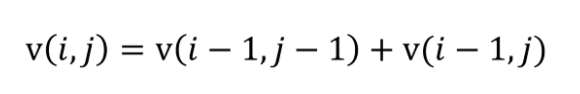 v(i, j) = v(i − 1, j − 1) + v(i − 1, j)